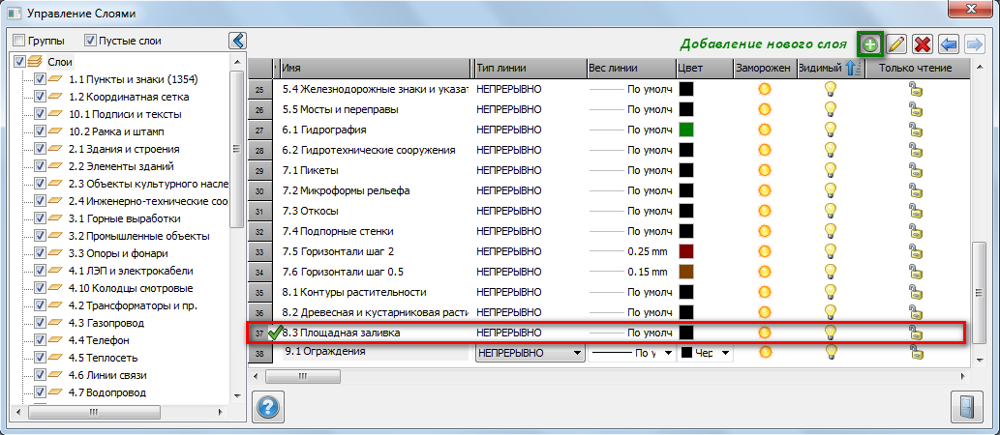 Управление Слоями
Группы Пустые слои
Добавление нового слоя
Слои
1.1 Пункты и знаки (1354)
1.2 Координатная сетка
10.1 Подписи и тексты
10.2 Рамка и штамп
2.1 Здания и строения
2.2 Элементы зданий
2.3 Объекты культурного насле
2.4 Инженерно-технические соо
3.1 Горные выработки
3.2 Промышленные объекты
3.3 Опоры и фонари
4.1 ЛЭП и электрокабели
4.10 Колодцы смотровые
4.2 Трансформаторы и пр.
4.3 Газопровод
4.4 Телефон
4.5 Теплосеть
4.6 Линии связи
4.7 Водопровод
Имя Тип линии Вес линии Цвет Заморожен Видимый Только чтение
25 5.4 Железнодорожные знаки и указат НЕПРЕРЫВНО По умолч
26 5.5 Мосты и переправы НЕПРЕРЫВНО По умолч
27 6.1 Гидрография НЕПРЕРЫВНО По умолч
28 6.2 Гидротехнические сооружения НЕПРЕРЫВНО По умолч
29 7.1 Пикеты НЕПРЕРЫВНО По умолч
30 7.2 Микроформы рельефа НЕПРЕРЫВНО По умолч
31 7.3 Откосы НЕПРЕРЫВНО По умолч
32 7.4 Подпорные стенки НЕПРЕРЫВНО По умолч
33 7.5 Горизонтали шаг 2 НЕПРЕРЫВНО 0.25 mm
34 7.6 Горизонтали шаг 0.5 НЕПРЕРЫВНО 0.15 mm
35 8.1 Контуры растительности НЕПРЕРЫВНО По умолч
36 8.2 Древесная и кустарниковая расти НЕПРЕРЫВНО По умолч
37 8.3 Площадная заливка НЕПРЕРЫВНО По умолч
38 9.1 Ограждения НЕПРЕРЫВНО По у Чер